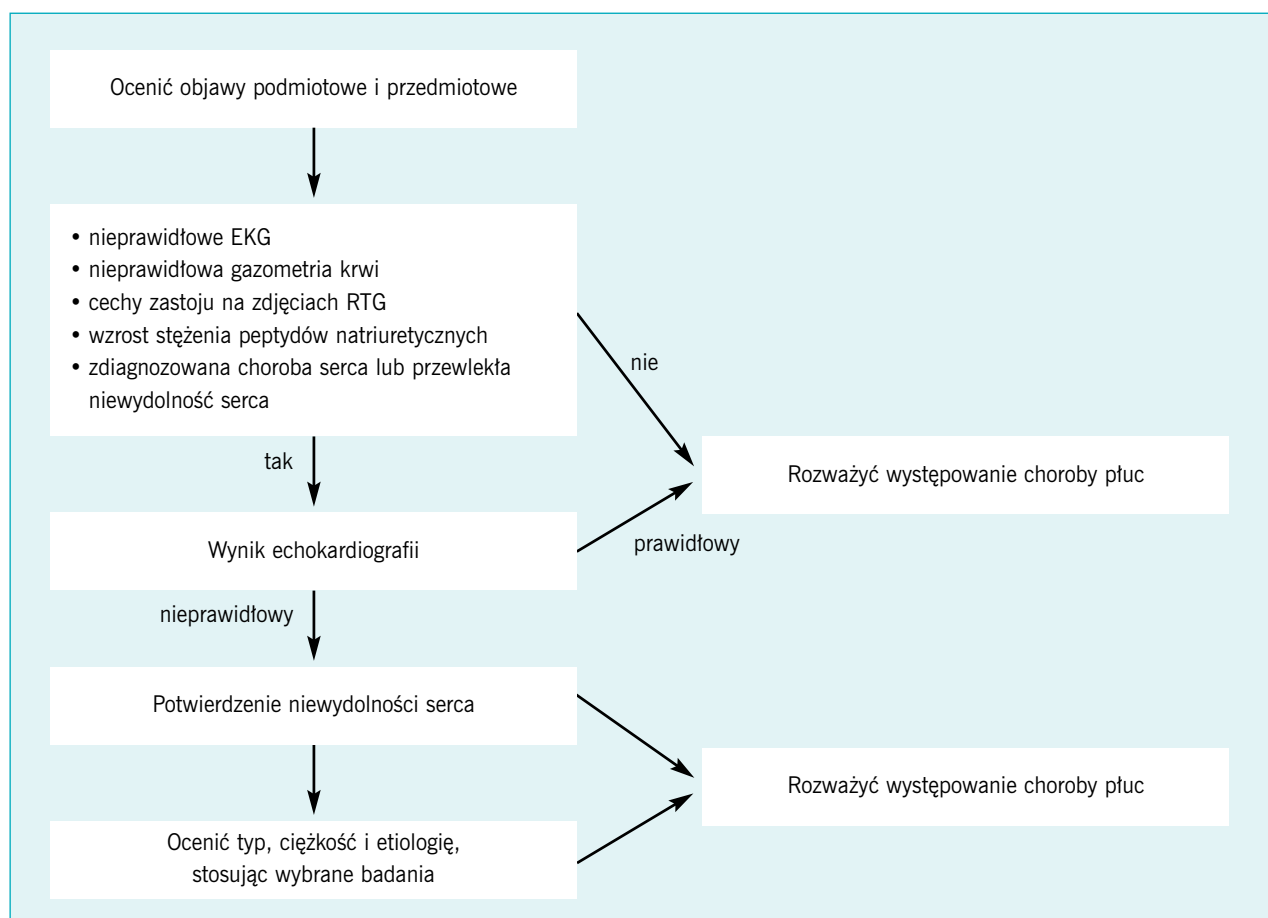 Ocenić objawy podmiotowe i przedmiotowe
• nieprawidłowe EKG
• nieprawidłowa gazometria krwi
• cechy zastoju na zdjęciach RTG
• wzrost stężenia peptydów natriuretycznych
• zdiagnozowana choroba serca lub przewlekła
niewydolność serca
nie
tak
Rozważyć występowanie choroby płuc
Wynik echokardiografii
prawidłowy
nieprawidłowy
Potwierdzenie niewydolności serca
Rozważyć występowanie choroby płuc
Ocenić typ, ciężkość i etiologię,
stosując wybrane badania